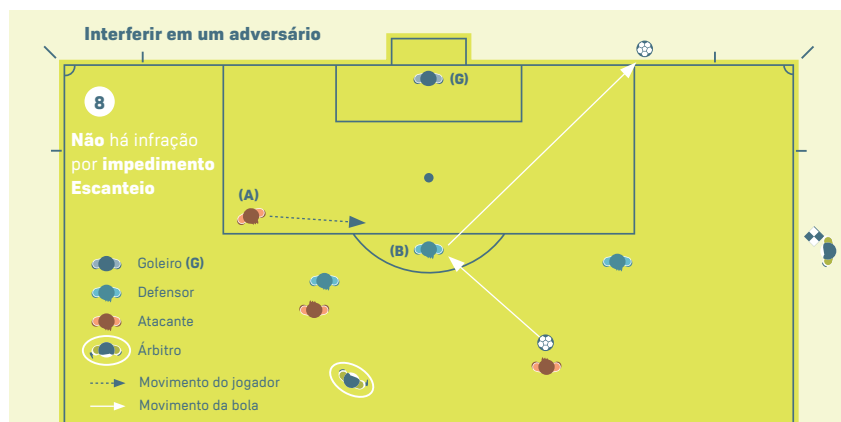 Interferir em um adversário
(G)
8
Não há infração
por impedimento
Escanteio
(A)
(B)
Goleiro (G)
Defensor
Atacante
Árbitro
Movimento do jogador
Movimento da bola